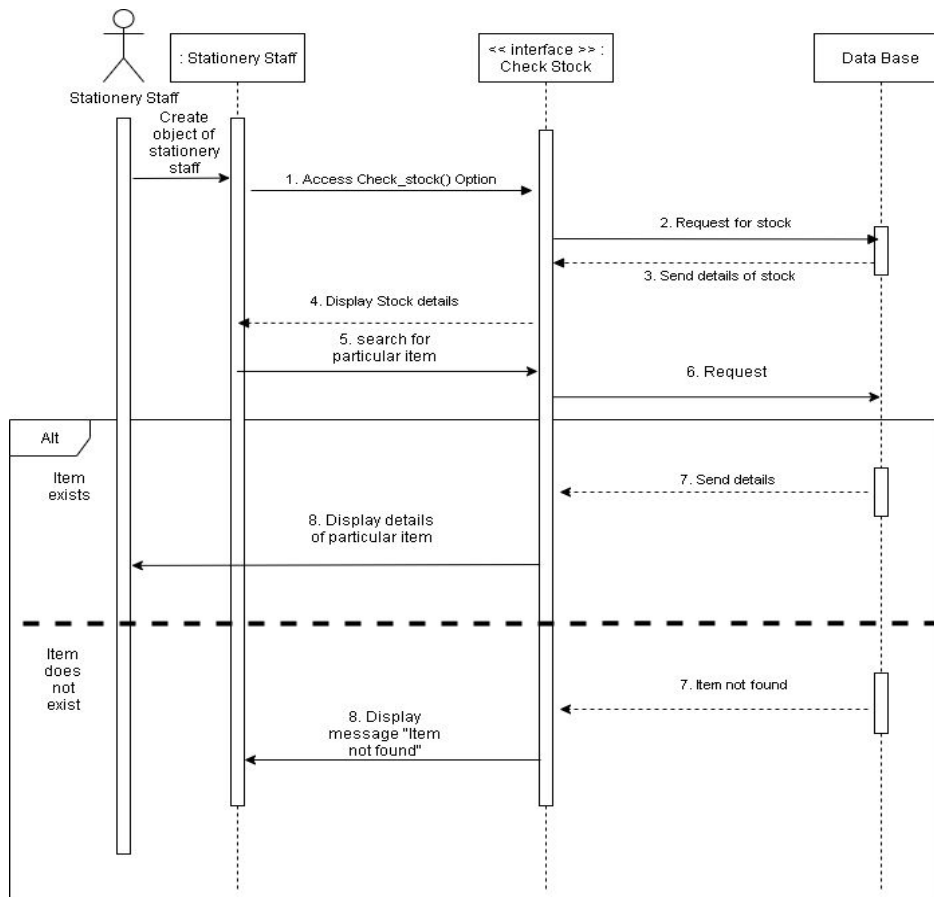 : Stationery Staff
<< interface >> :
Check Stock
Data Base
Stationery Staff
Create
object of
stationery
staff
1. Access Check_stock() Option
2. Request for stock
3. Send details of stock
4. Display Stock details
5. search for
particular item
6. Request
Alt
Item
exists
7. Send details
8. Display details
of particular item
Item
does
not
exist
7. Item not found
8. Display
message "Item
not found"